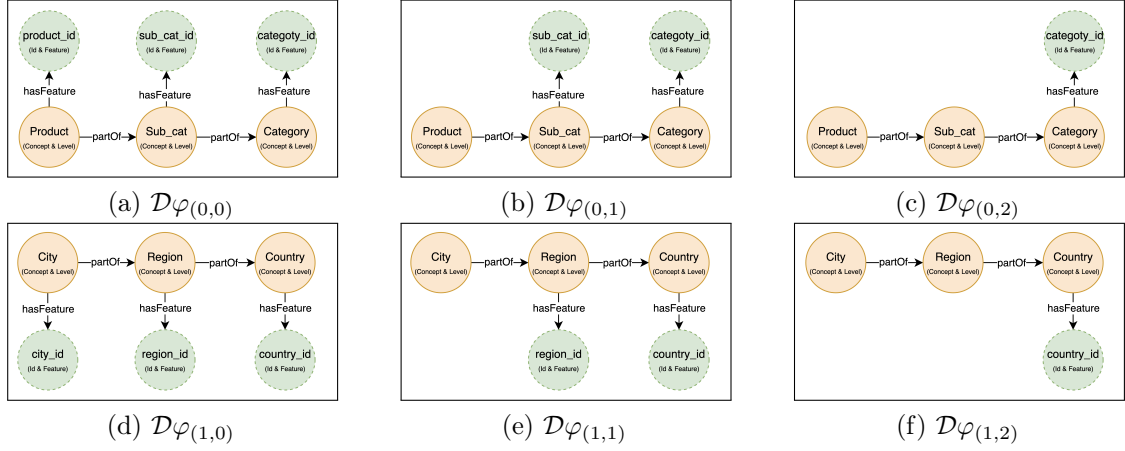 product_id
(Id & Feature)
sub_cat_id
(Id & Feature)
categoty_id
(Id & Feature)
hasFeature
hasFeature
hasFeature
Product
(Concept & Level)
partOf
Sub_cat
(Concept & Level)
partOf
Category
(Concept & Level)
(a) 𝒟φ(0,0)
sub_cat_id
(Id & Feature)
categoty_id
(Id & Feature)
hasFeature
hasFeature
Product
(Concept & Level)
partOf
Sub_cat
(Concept & Level)
partOf
Category
(Concept & Level)
(b) 𝒟φ(0,1)
categoty_id
(Id & Feature)
hasFeature
Product
(Concept & Level)
partOf
Sub_cat
(Concept & Level)
partOf
Category
(Concept & Level)
(c) 𝒟φ(0,2)
City
(Concept & Level)
partOf
Region
(Concept & Level)
partOf
Country
(Concept & Level)
hasFeature
hasFeature
hasFeature
city_id
(Id & Feature)
region_id
(Id & Feature)
country_id
(Id & Feature)
(d) 𝒟φ(1,0)
City
(Concept & Level)
partOf
Region
(Concept & Level)
partOf
Country
(Concept & Level)
hasFeature
hasFeature
region_id
(Id & Feature)
country_id
(Id & Feature)
(e) 𝒟φ(1,1)
City
(Concept & Level)
partOf
Region
(Concept & Level)
partOf
Country
(Concept & Level)
hasFeature
country_id
(Id & Feature)
(f) 𝒟φ(1,2)